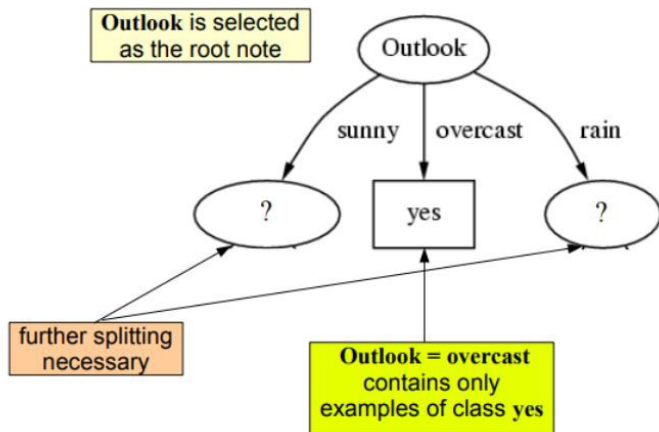 Outlook is selected
as the root note
Outlook
sunny
overcast
rain
?
yes
?
further splitting
necessary
Outlook = overcast
contains only
examples of class yes